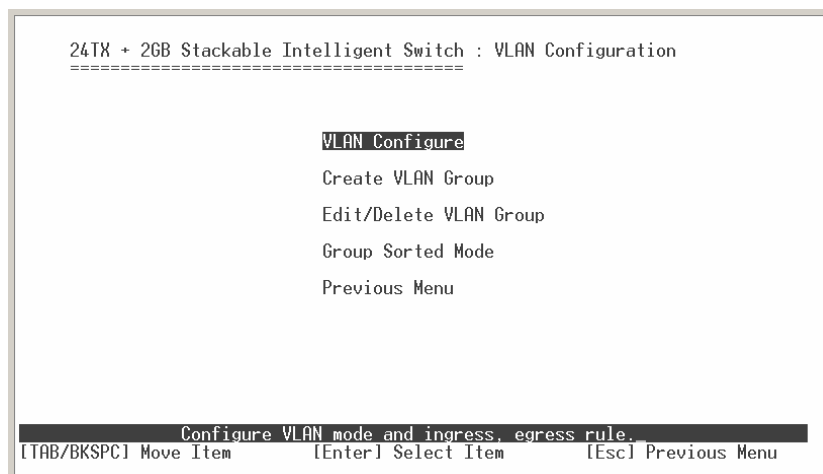 24TX + 2GB Stackable Intelligent Switch : VLAN Configuration
=======================================
VLAN Configure
Create VLAN Group
Edit/Delete VLAN Group
Group Sorted Mode
Previous Menu
Configure VLAN mode and ingress, egress rule._
[TAB/BKSPC] Move Item [Enter] Select Item [Esc] Previous Menu